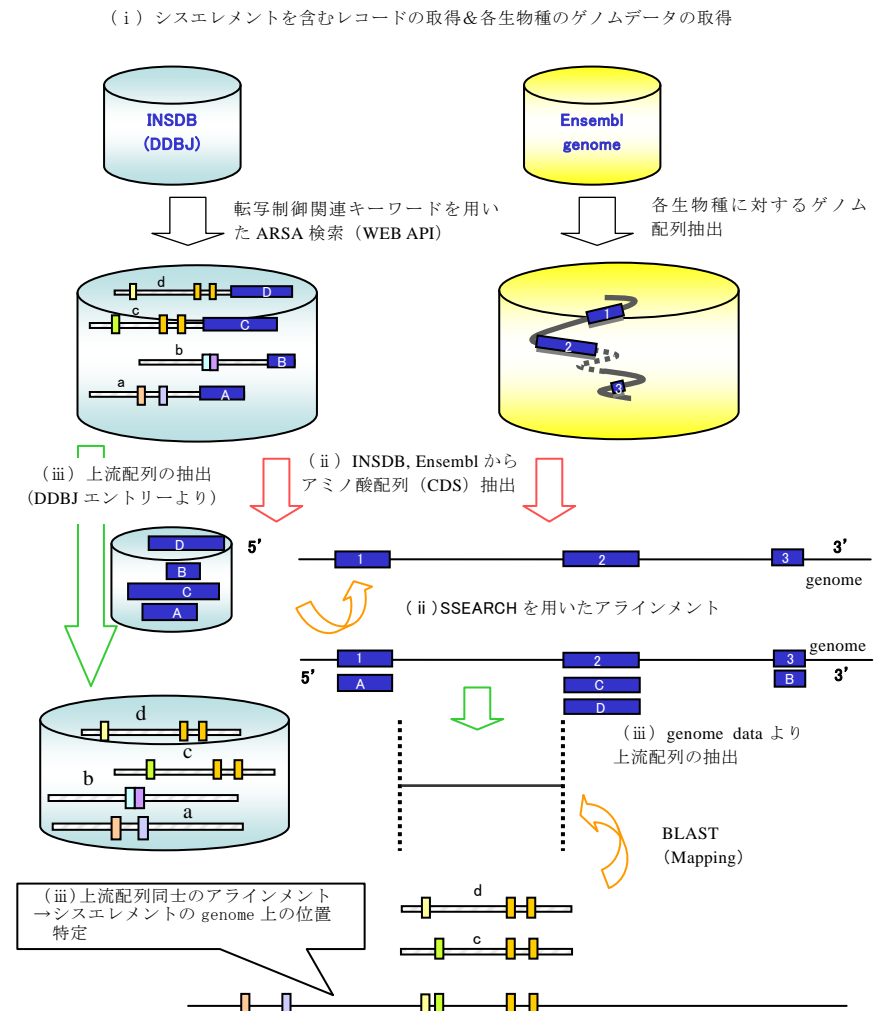 (ⅰ) シスエレメントを含むレコードの取得&各生物種のゲノムデータの取得
INSDB
(DDBJ)
Ensembl
genome
転写制御関連キーワードを用い
た ARSA 検索（WEB API）
各生物種に対するゲノム
配列抽出
d
D
c
C
b
B
a
A
1
2
3
(ⅲ) 上流配列の抽出
(DDBJ エントリーより)
(ⅱ) INSDB, Ensembl から
アミノ酸配列（CDS）抽出
D
B
C
A
5’
1
2
3
3’
genome
(ⅱ)SSEARCH を用いたアラインメント
genome
1
2
3
5’
A
C
B
3’
D
(ⅲ) genome data より
上流配列の抽出
d
c
b
a
BLAST
（Mapping）
(ⅲ)上流配列同士のアラインメント
→シスエレメントの genome 上の位置
特定
d
c